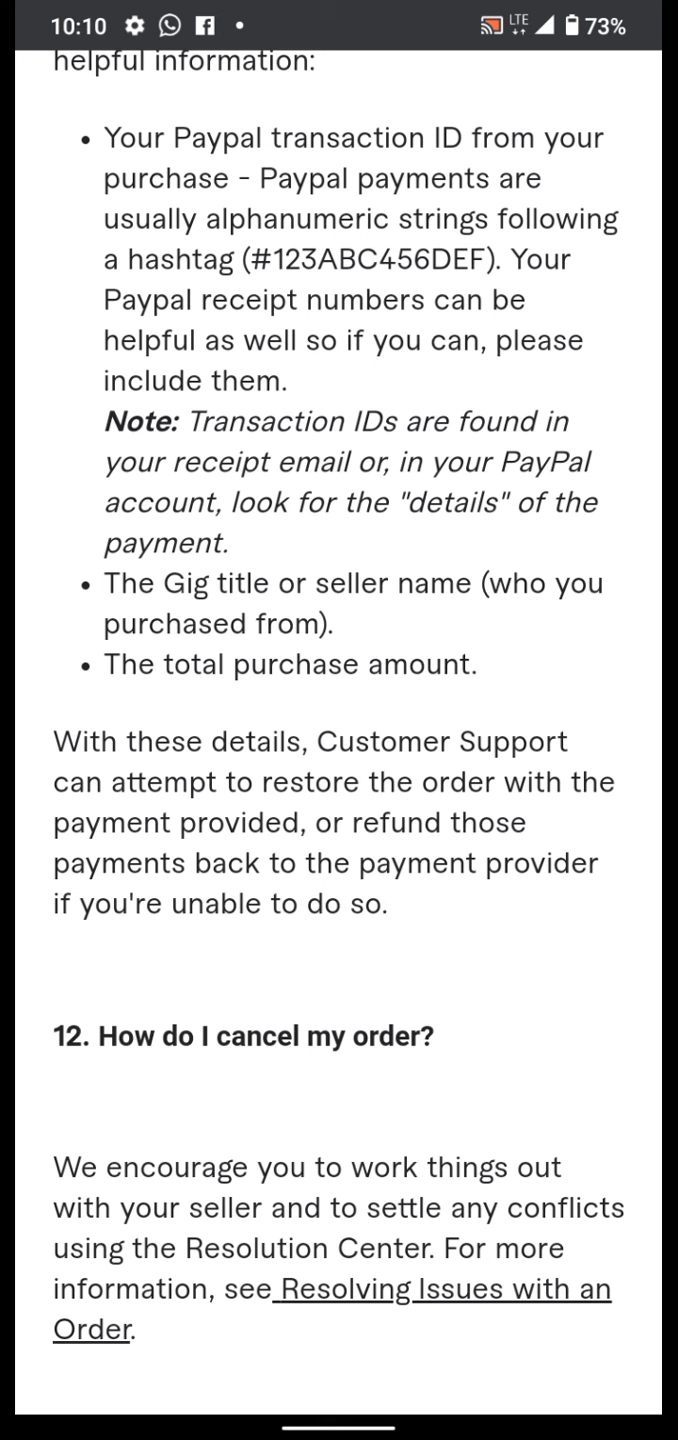 10:10 LTE 73%
helpful information:
• Your Paypal transaction ID from your
purchase - Paypal payments are
usually alphanumeric strings following
a hashtag (#123ABC456DEF). Your
Paypal receipt numbers can be
helpful as well so if you can, please
include them.
Note: Transaction IDs are found in
your receipt email or, in your PayPal
account, look for the "details" of the
payment.
• The Gig title or seller name (who you
purchased from).
• The total purchase amount.
With these details, Customer Support
can attempt to restore the order with the
payment provided, or refund those
payments back to the payment provider
if you're unable to do so.
12. How do I cancel my order?
We encourage you to work things out
with your seller and to settle any conflicts
using the Resolution Center. For more
information, see Resolving Issues with an
Order.